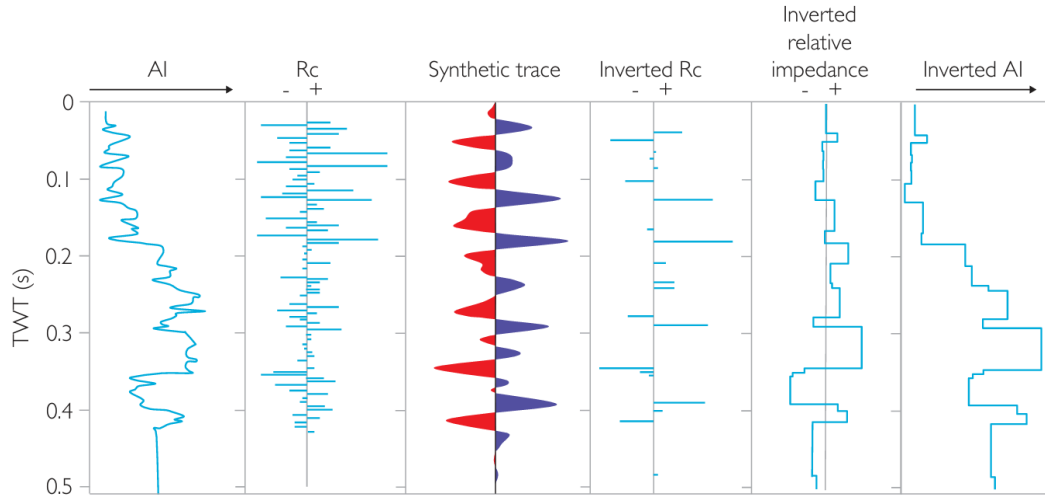 Inverted
relative
AI Rc Synthetic trace Inverted Rc impedance Inverted AI
- + - + - +
0
0.1
0.2
0.3
0.4
0.5
TWT (s)